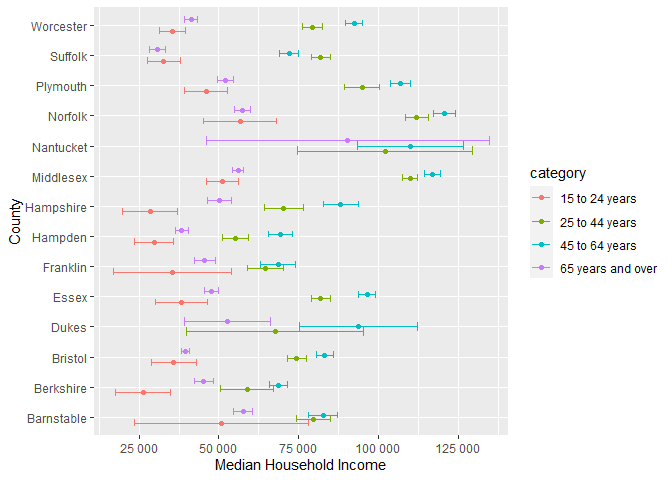 Worcester
Suffolk
Plymouth
Norfolk
Nantucket
Middlesex
Hampshire
Hampden
Franklin
Essex
Dukes
Bristol
Berkshire
Barnstable
County
25 000 50 000 75 000 100 000 125 000
Median Household Income
category
15 to 24 years
25 to 44 years
45 to 64 years
65 years and over